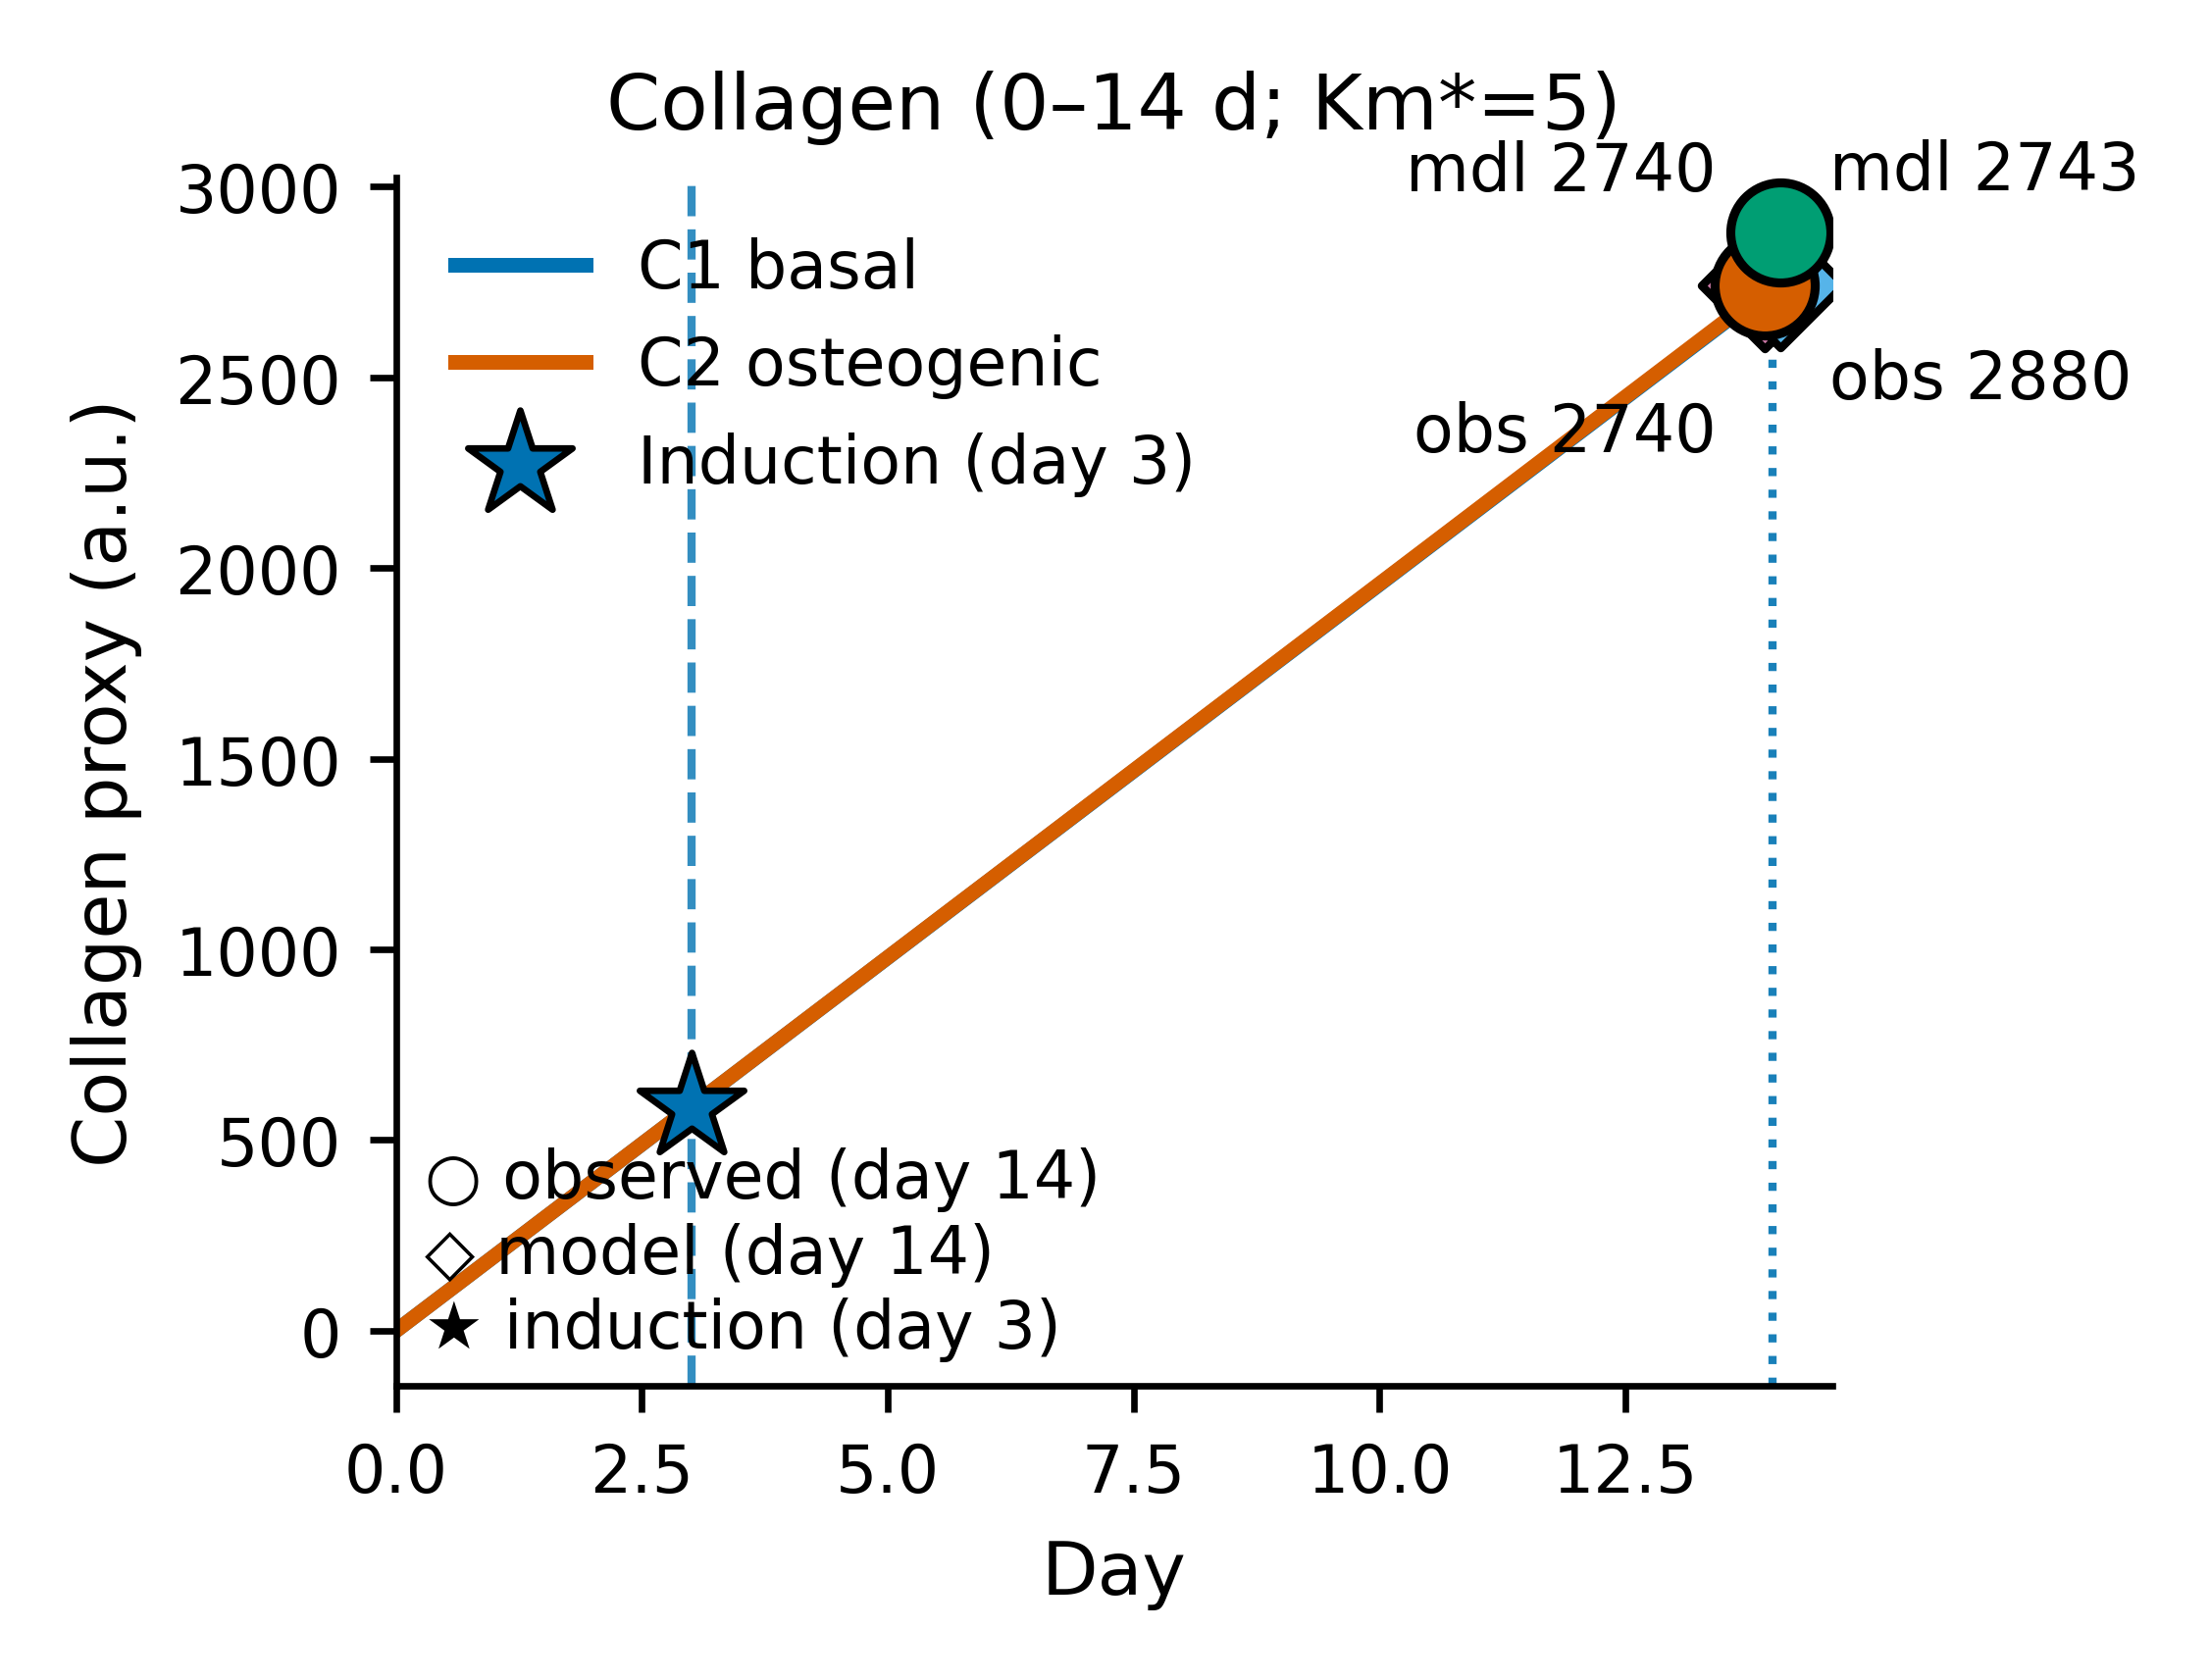 Collagen (0–14 d; Km*=5)
mdl 2740
mdl 2743
3000
C1 basal
C2 osteogenic
obs 2880
2500
obs 2740
Induction (day 3)
2000
1500
1000
500
0
Collagen proxy (a.u.)
○ observed (day 14)
◇ model (day 14)
★ induction (day 3)
0.0
2.5
5.0
7.5
10.0
12.5
Day